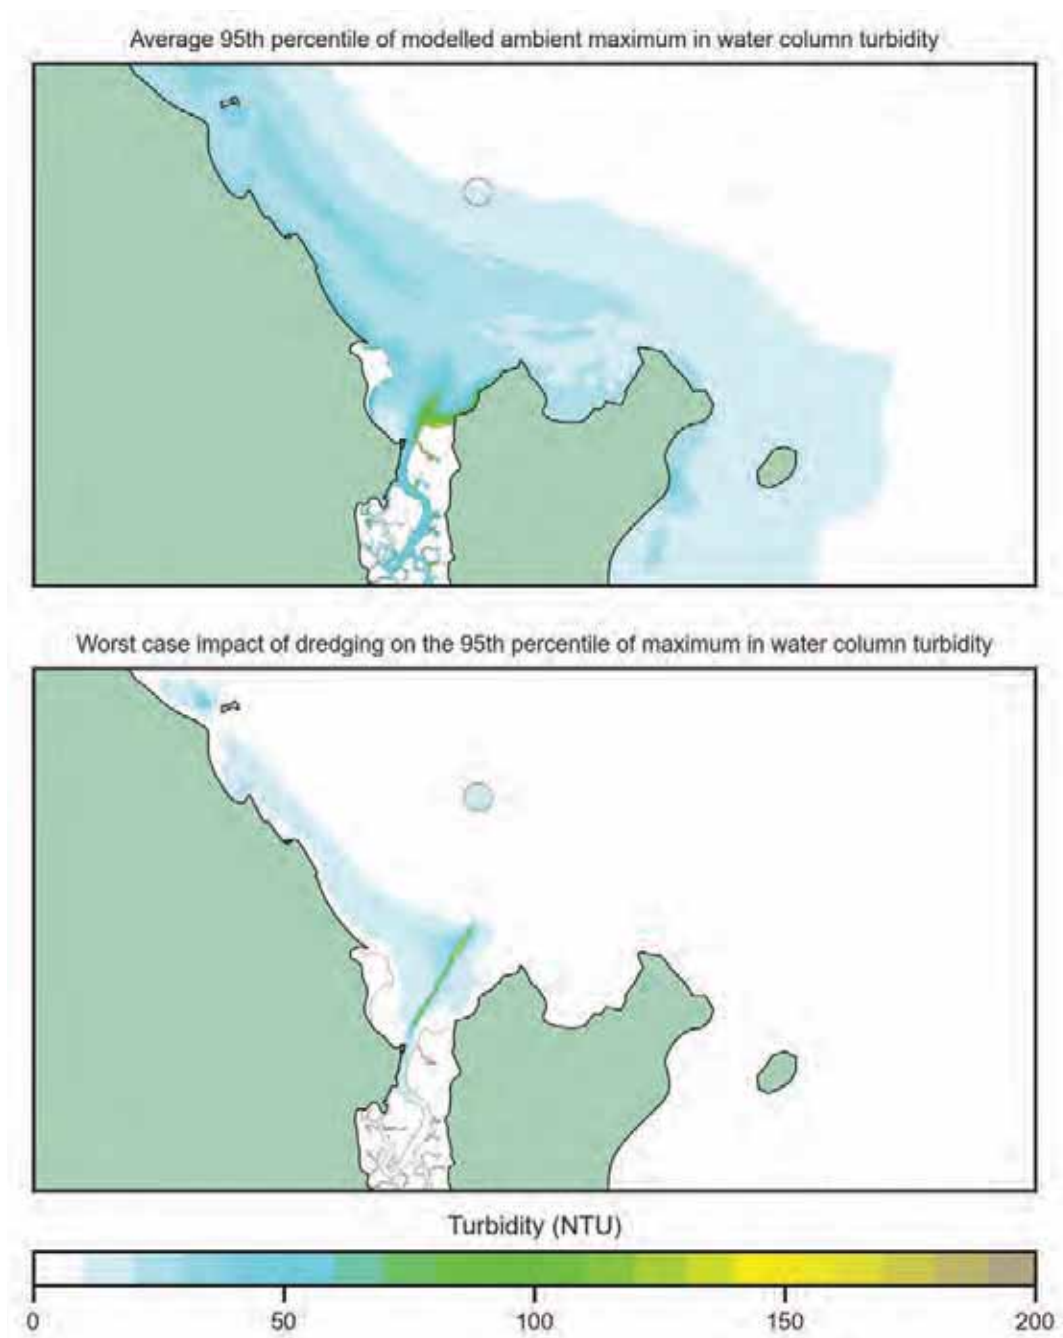 Average 95th percentile of modelled ambient maximum in water column turbidity
Worst case impact of dredging on the 95th percentile of maximum in water column turbidity
Turbidity (NTU)
0 50 100 150 200